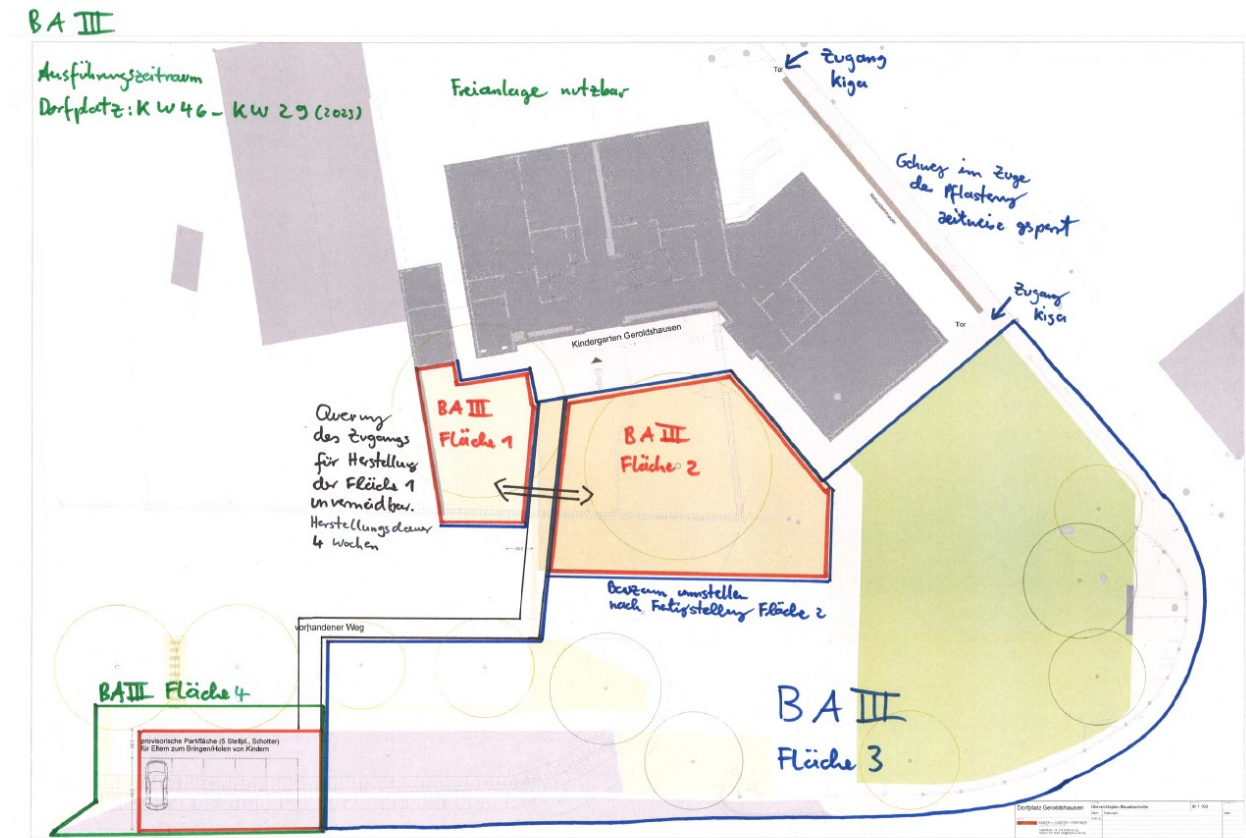 BA III
Ausführungszeitraum
Dorfplatz: KW 46 - KW 29 (2023)
Freianlage nutzbar
Tor
Zugang
Kiga
Gehweg im Zuge
de Pflasterung
zeitweise gesperrt
Zugang
Kiga
Tor
Kindergarten Geroldshausen
BA III
Fläche 1
BA III
Fläche 2
Querung
des Zugangs
für Herstellung
der Fläche 1
unvermeidbar.
Herstellungsdauer
4 Wochen
Bauzaun umstellen
nach Fertigstellung Fläche 2
vorhandener Weg
BA III Fläche 4
provisorische Parkfläche (5 Stellpl., Schotter)
für Eltern zum Bringen/Holen von Kindern
BA III
Fläche 3
Dorfplatz Geroldshausen